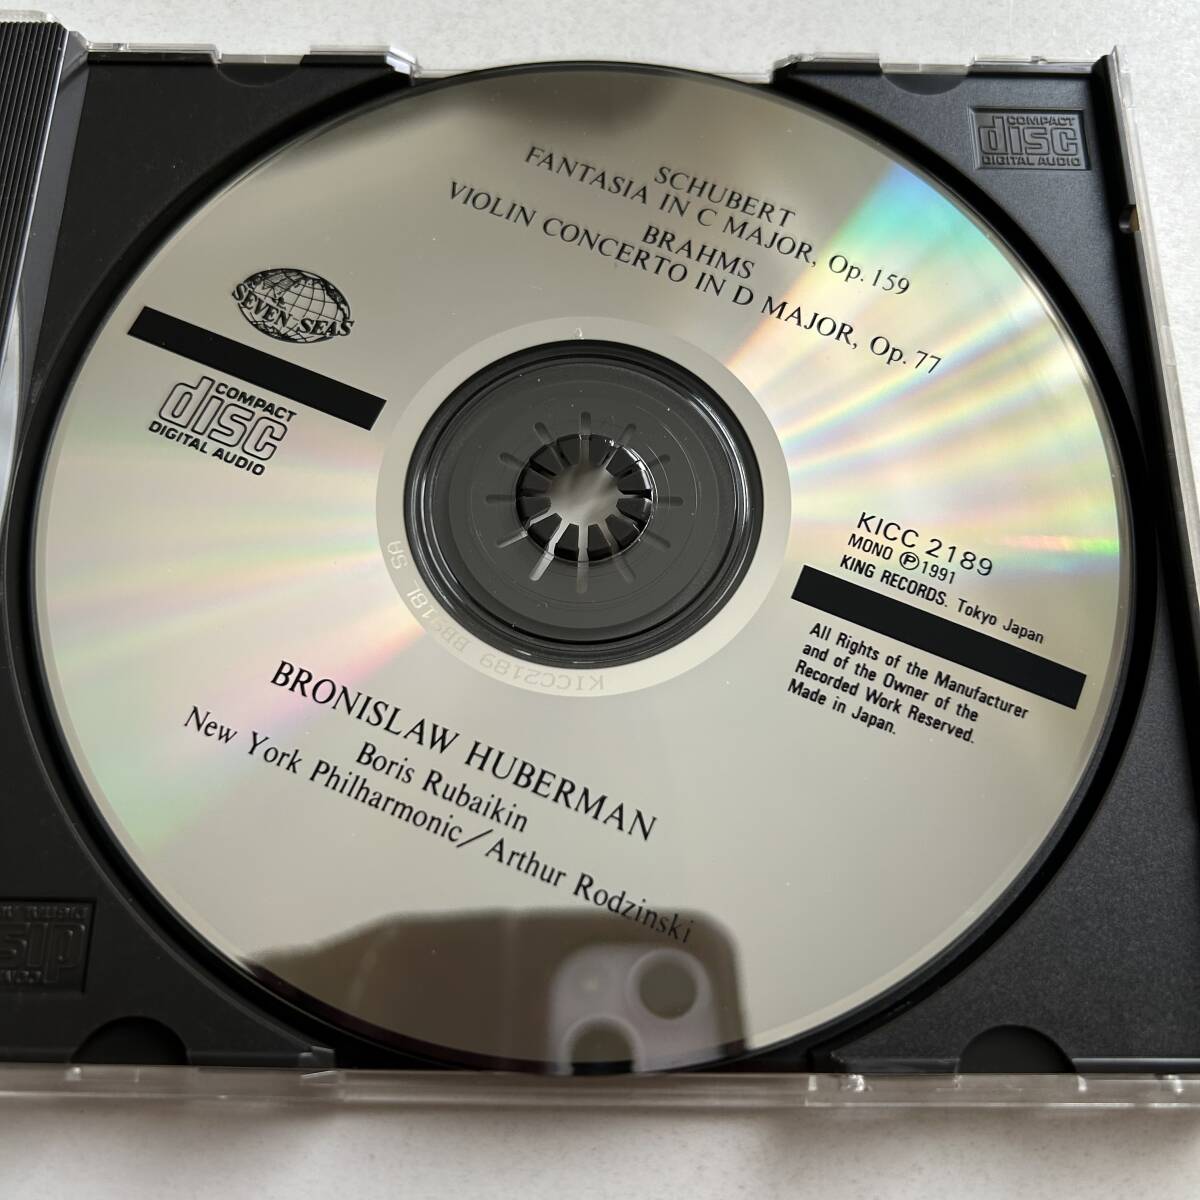 SCHUBERT
FANTASIA IN C MAJOR, Op.159
BRAHMS
VIOLIN CONCERTO IN D MAJOR, Op.77
SEVEN SEAS
COMPACT
disc
DIGITAL AUDIO
COMPACT
disc
DIGITAL AUDIO
KICC 2189
MONO Ⓟ1991
KING RECORDS. Tokyo Japan
All Rights of the Manufacturer
and of the Owner of the
Recorded Work Reserved.
Made in Japan.
BRONISLAW HUBERMAN
Boris Rubaikin
New York Philharmonic/Arthur Rodzinski
KICC2189